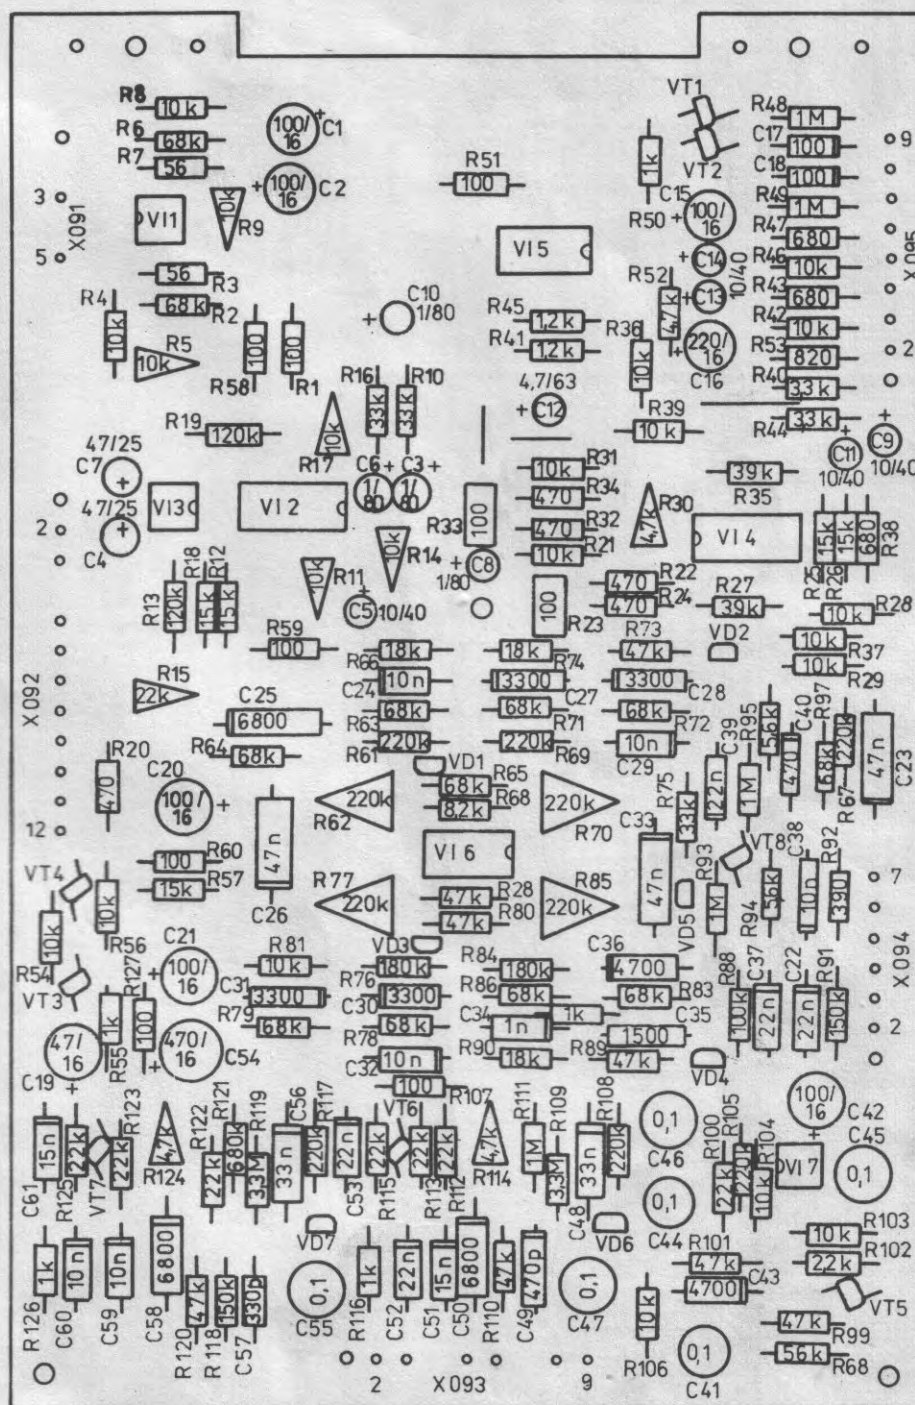 R8
10k
R6
68k
R7
56
100/
16
+
C1
+
100/
16
C2
3
5
X091
VI1
10k
R9
56
R3
68k
R2
R4
10k
R5
10k
R58
100
R1
100
R51
100
VT1
VT2
R48
1M
C17
100
C18
100
R49
1M
R47
680
R46
10k
R43
680
R42
10k
R53
820
R40
33k
R44
33k
9
2
X095
1k
R50
C15
100/
16
C14
C13
10/40
220/
16
C16
R52
4,7k
R36
10k
R39
10k
VI5
C10
1/80
R45
1,2k
R41
1,2k
4,7/63
C12
R16
33k
R10
33k
R17
10k
R19
120k
47/25
C7
47/25
C4
VI3
VI2
C6
1/
80
C3
1/
80
R14
10k
R33
100
1/80
C8
R31
10k
R34
470
R32
470
R21
10k
R30
4,7k
R35
39k
C11
10/40
C9
10/40
VI4
R25
15k
R26
15k
R38
680
2
R13
120k
R18
15k
R12
15k
R11
10k
C5
10/40
100
R23
R22
470
R24
470
R27
39k
R28
10k
R37
10k
R29
10k
VD2
R59
100
R66
18k
C24
10n
R63
68k
R61
220k
R74
18k
3300
C27
68k
R71
220k
R69
R73
47k
3300
C28
68k
R72
10n
C29
X092
12
R15
22k
C25
6800
R64
68k
R20
470
C20
100/
16
+
47n
C26
R62
220k
VD1
R65
68k
R68
8,2k
220k
R70
VI6
R75
33k
C39
22n
R95
1M
5,6k
C40
470
R97
68k
R67
220k
47n
C23
C33
47n
R93
1M
VT8
R94
56k
C38
10n
R92
390
7
2
X094
VT4
10k
R54
10k
R56
VT3
R60
100
R57
15k
R77
220k
R28
47k
R80
47k
VD3
R85
220k
VD5
C21
100/
16
R127
100
R55
1k
47/
16
C19
470/
16
C54
R81
10k
C31
3300
R79
68k
R76
180k
C30
3300
R78
68k
C32
10n
100
R107
R84
180k
R86
68k
C34
1n
R90
18k
1k
C36
4700
R83
68k
1500
C35
R89
47k
R88
100k
C37
22n
C22
22n
R91
150k
VD4
C61
15n
R125
22k
VT7
R123
22k
R124
4,7k
R122
22k
R121
680k
R119
3,3M
C56
33n
R117
220k
22n
C53
VT6
22k
R115
22k
R113
22k
R112
4,7k
R114
R111
1M
R109
3,3M
R108
33n
C48
220k
0,1
C46
0,1
C44
R100
22k
R105
220k
R104
10k
VI7
100/
16
C42
C45
0,1
VD7
VD6
R126
1k
C60
10n
C59
10n
C58
6800
R120
47k
R118
150k
C57
330p
0,1
C55
R116
1k
C52
22n
C51
15n
C50
6800
R110
47k
C49
470p
0,1
C47
R106
10k
R101
47k
4700
C43
0,1
C41
R103
10k
R102
2,2k
VT5
47k
R99
56k
R68
2
X093
9